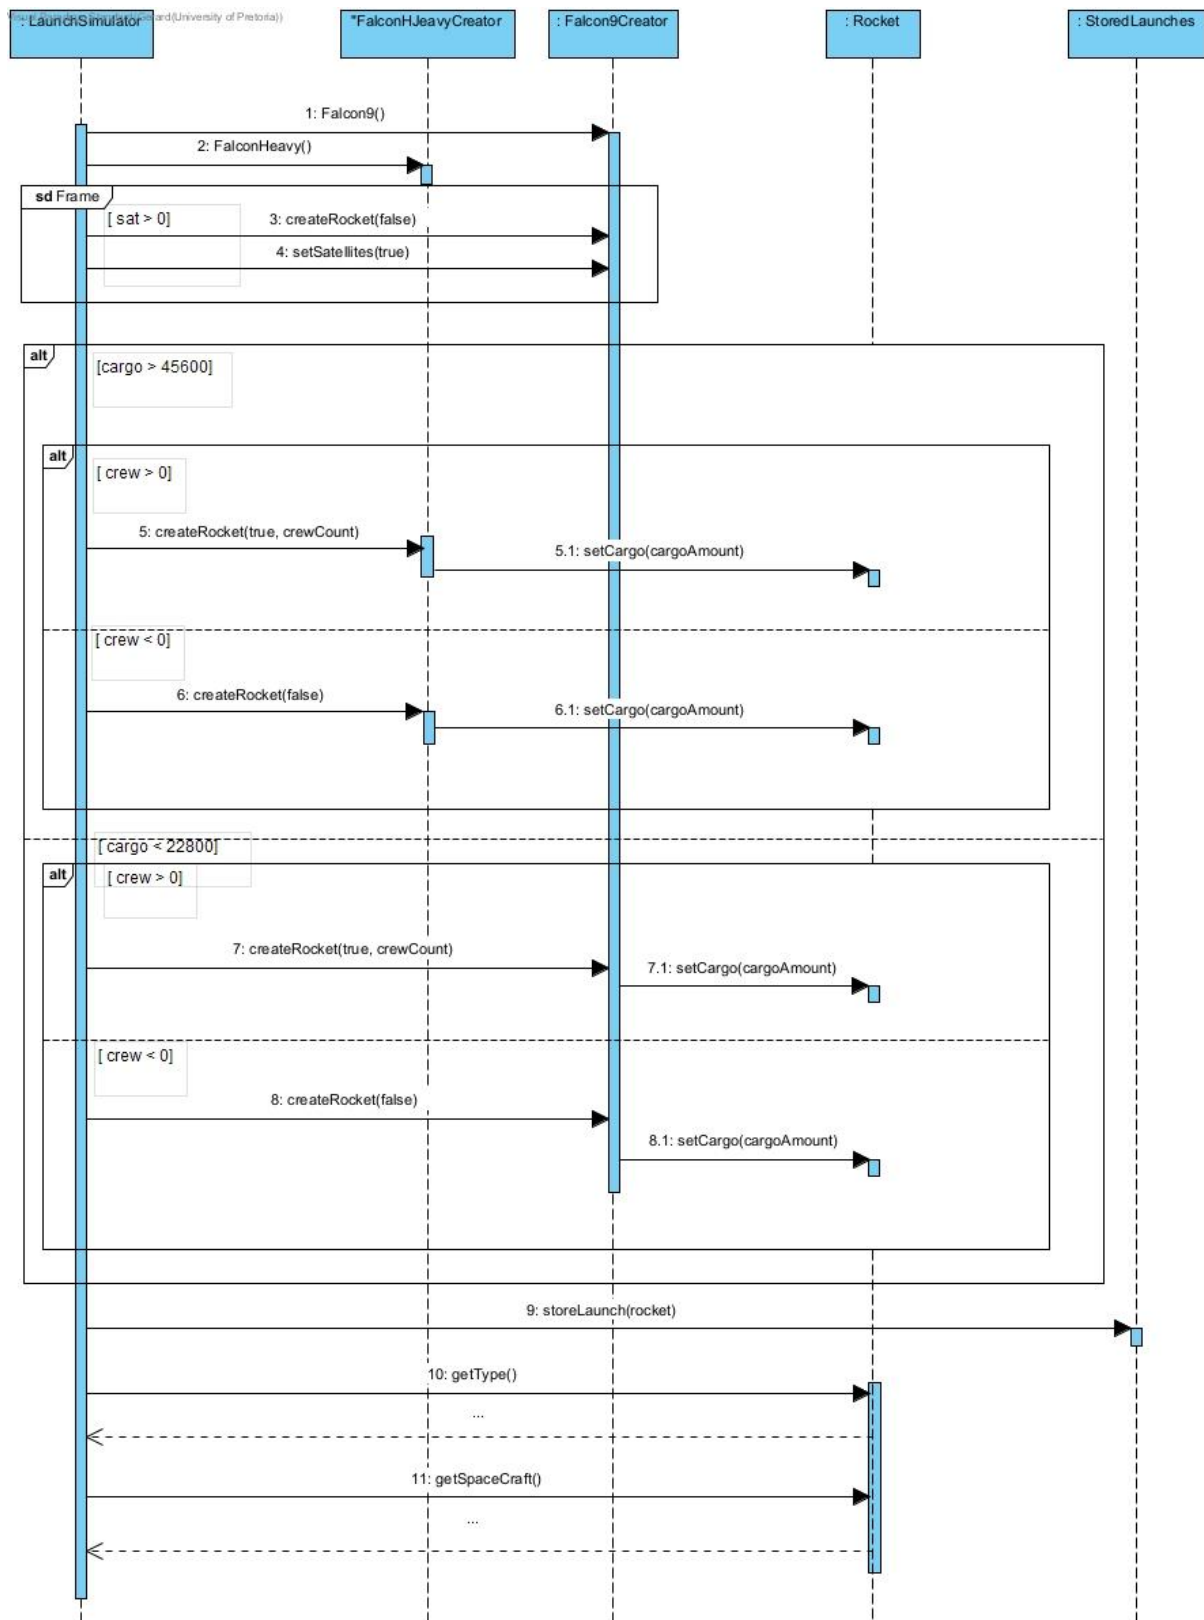 : LaunchSimulator
"FalconHJeavyCreator
: Falcon9Creator
: Rocket
: StoredLaunches
(University of Pretoria))
1: Falcon9()
2: FalconHeavy()
sd Frame
[ sat > 0]
3: createRocket(false)
4: setSatellites(true)
alt
[cargo > 45600]
alt
[ crew > 0]
5: createRocket(true, crewCount)
5.1: setCargo(cargoAmount)
[ crew < 0]
6: createRocket(false)
6.1: setCargo(cargoAmount)
[ cargo < 22800]
alt
[ crew > 0]
7: createRocket(true, crewCount)
7.1: setCargo(cargoAmount)
[ crew < 0]
8: createRocket(false)
8.1: setCargo(cargoAmount)
9: storeLaunch(rocket)
10: getType()
...
11: getSpaceCraft()
...